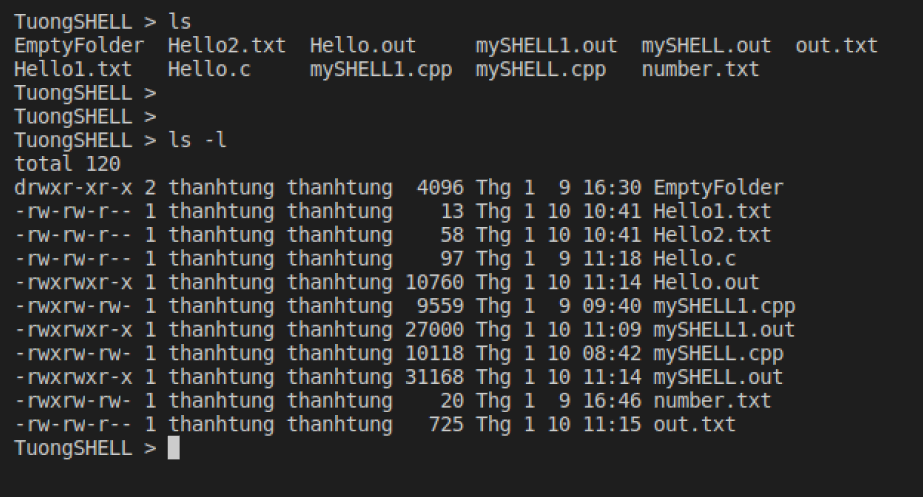 TuongSHELL > ls
EmptyFolder  Hello2.txt  Hello.out     mySHELL1.out  mySHELL.out  out.txt
Hello1.txt   Hello.c     mySHELL1.cpp  mySHELL.cpp   number.txt
TuongSHELL >
TuongSHELL >
TuongSHELL > ls -l
total 120
drwxr-xr-x 2 thanhtung thanhtung  4096 Thg 1  9 16:30 EmptyFolder
-rw-rw-r-- 1 thanhtung thanhtung    13 Thg 1 10 10:41 Hello1.txt
-rw-rw-r-- 1 thanhtung thanhtung    58 Thg 1 10 10:41 Hello2.txt
-rw-rw-r-- 1 thanhtung thanhtung    97 Thg 1  9 11:18 Hello.c
-rwxrwxr-x 1 thanhtung thanhtung 10760 Thg 1 10 11:14 Hello.out
-rwxrw-rw- 1 thanhtung thanhtung  9559 Thg 1  9 09:40 mySHELL1.cpp
-rwxrwxr-x 1 thanhtung thanhtung 27000 Thg 1 10 11:09 mySHELL1.out
-rwxrw-rw- 1 thanhtung thanhtung 10118 Thg 1 10 08:42 mySHELL.cpp
-rwxrwxr-x 1 thanhtung thanhtung 31168 Thg 1 10 11:14 mySHELL.out
-rwxrw-rw- 1 thanhtung thanhtung    20 Thg 1  9 16:46 number.txt
-rw-rw-r-- 1 thanhtung thanhtung   725 Thg 1 10 11:15 out.txt
TuongSHELL >